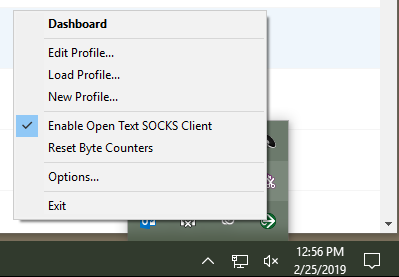 Dashboard
Edit Profile...
Load Profile...
New Profile...
Enable Open Text SOCKS Client
Reset Byte Counters
Options...
Exit
12:56 PM
2/25/2019